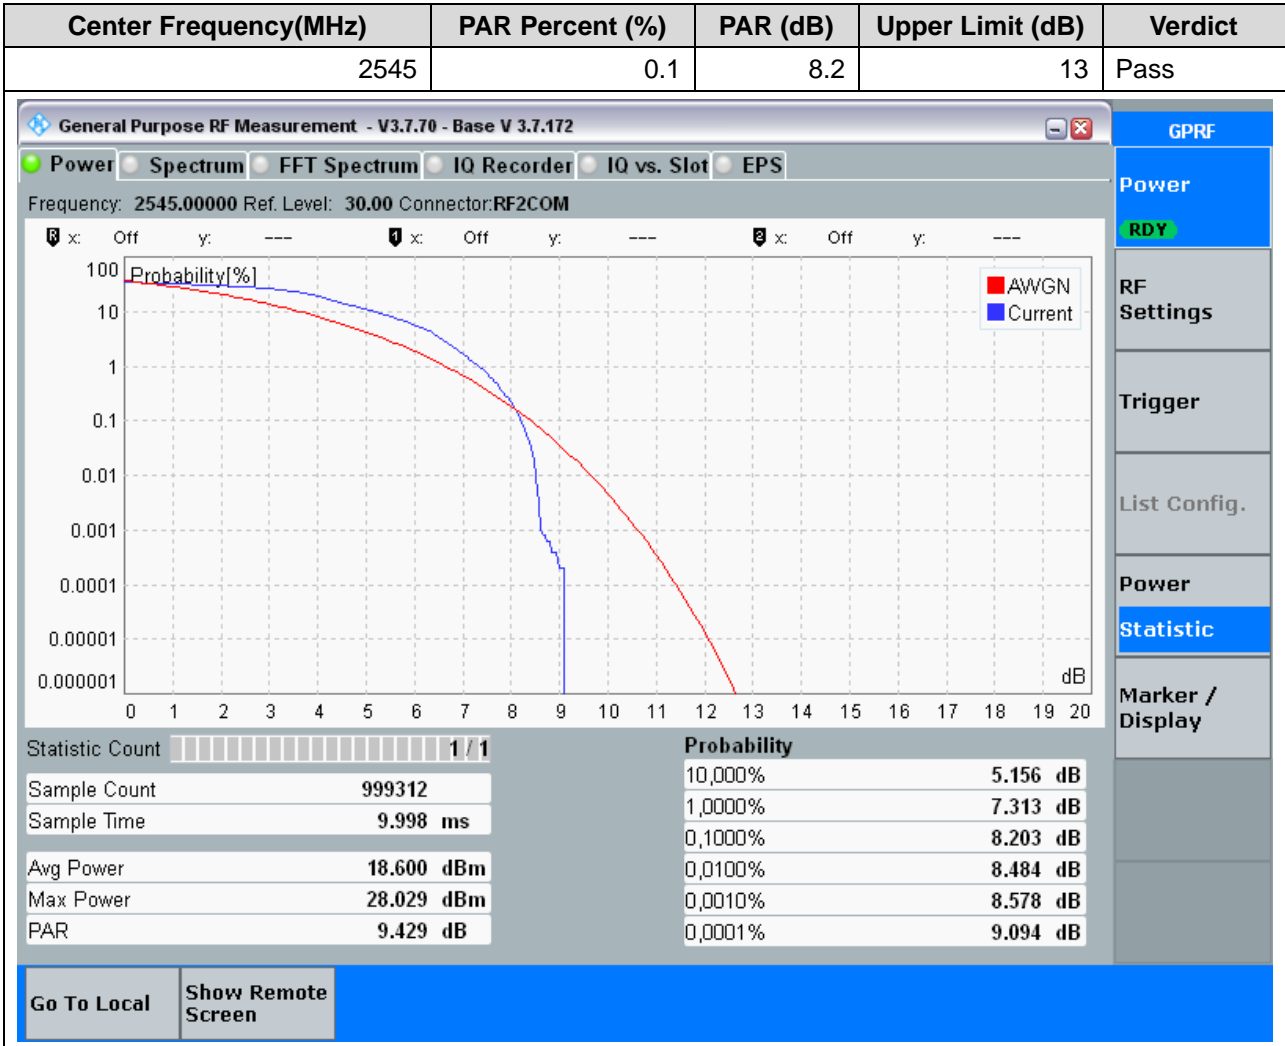 Center Frequency(MHz) PAR Percent (%) PAR (dB) Upper Limit (dB) Verdict
2545 0.1 8.2 13 Pass
General Purpose RF Measurement - V3.7.70 - Base V 3.7.172
GPRF
Power Spectrum FFT Spectrum IQ Recorder IQ vs. Slot EPS
Frequency: 2545.00000 Ref. Level: 30.00 Connector:RF2COM
R x: Off y: --- 1 x: Off y: --- 2 x: Off y: ---
Probability[%]
AWGN
Current
100
10
1
0.1
0.01
0.001
0.0001
0.00001
0.000001
dB
0 1 2 3 4 5 6 7 8 9 10 11 12 13 14 15 16 17 18 19 20
Statistic Count 1 / 1
Sample Count 999312
Sample Time 9.998 ms
Avg Power 18.600 dBm
Max Power 28.029 dBm
PAR 9.429 dB
Probability
10,000% 5.156 dB
1,0000% 7.313 dB
0,1000% 8.203 dB
0,0100% 8.484 dB
0,0010% 8.578 dB
0,0001% 9.094 dB
Power
RDY
RF
Settings
Trigger
List Config.
Power
Statistic
Marker /
Display
Go To Local
Show Remote
Screen